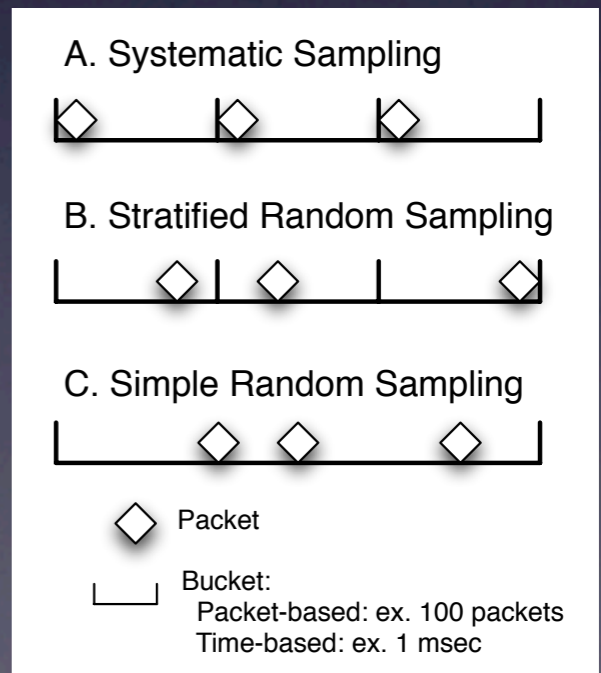 A. Systematic Sampling
B. Stratified Random Sampling
C. Simple Random Sampling
Packet
Bucket:
Packet-based: ex. 100 packets
Time-based: ex. 1 msec